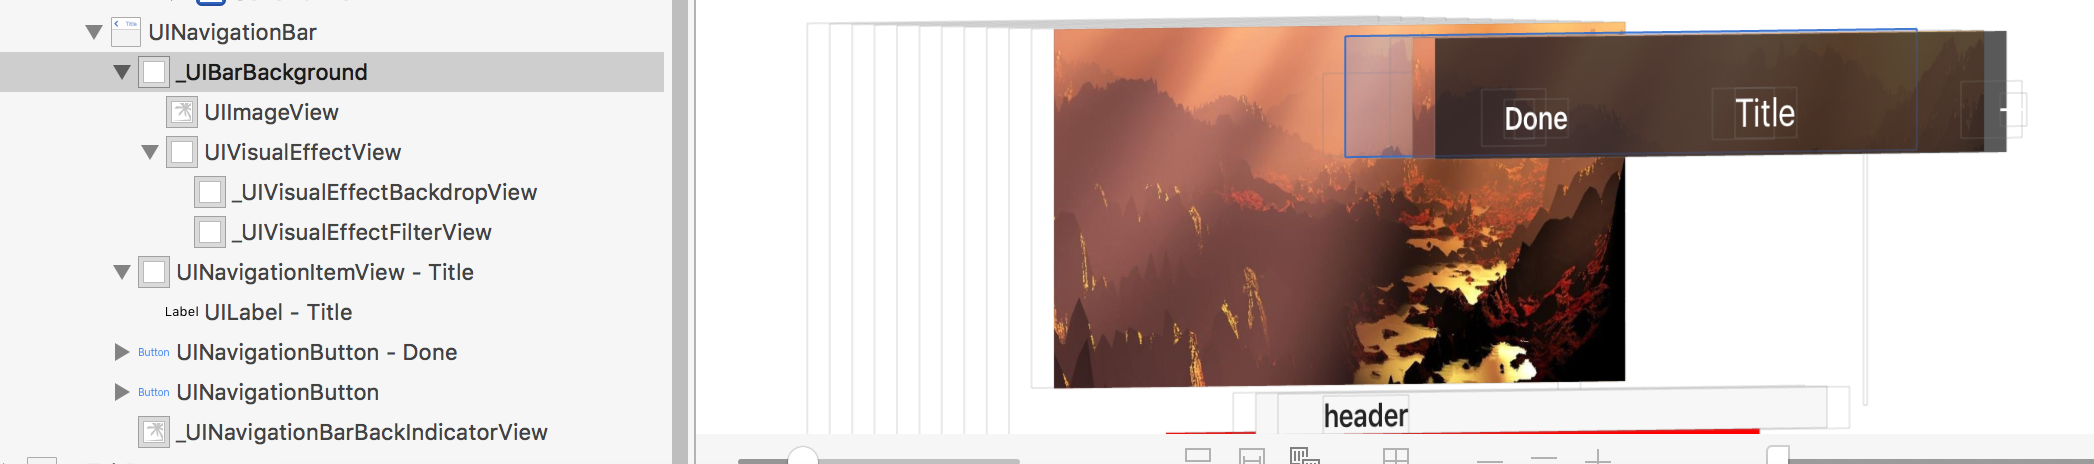 UINavigationBar
_UIBarBackground
UIImageView
UIVisualEffectView
_UIVisualEffectBackdropView
_UIVisualEffectFilterView
UINavigationItemView - Title
Label UILabel - Title
Button UINavigationButton - Done
Button UINavigationButton
_UINavigationBarBackIndicatorView
Title
Done
Title
header